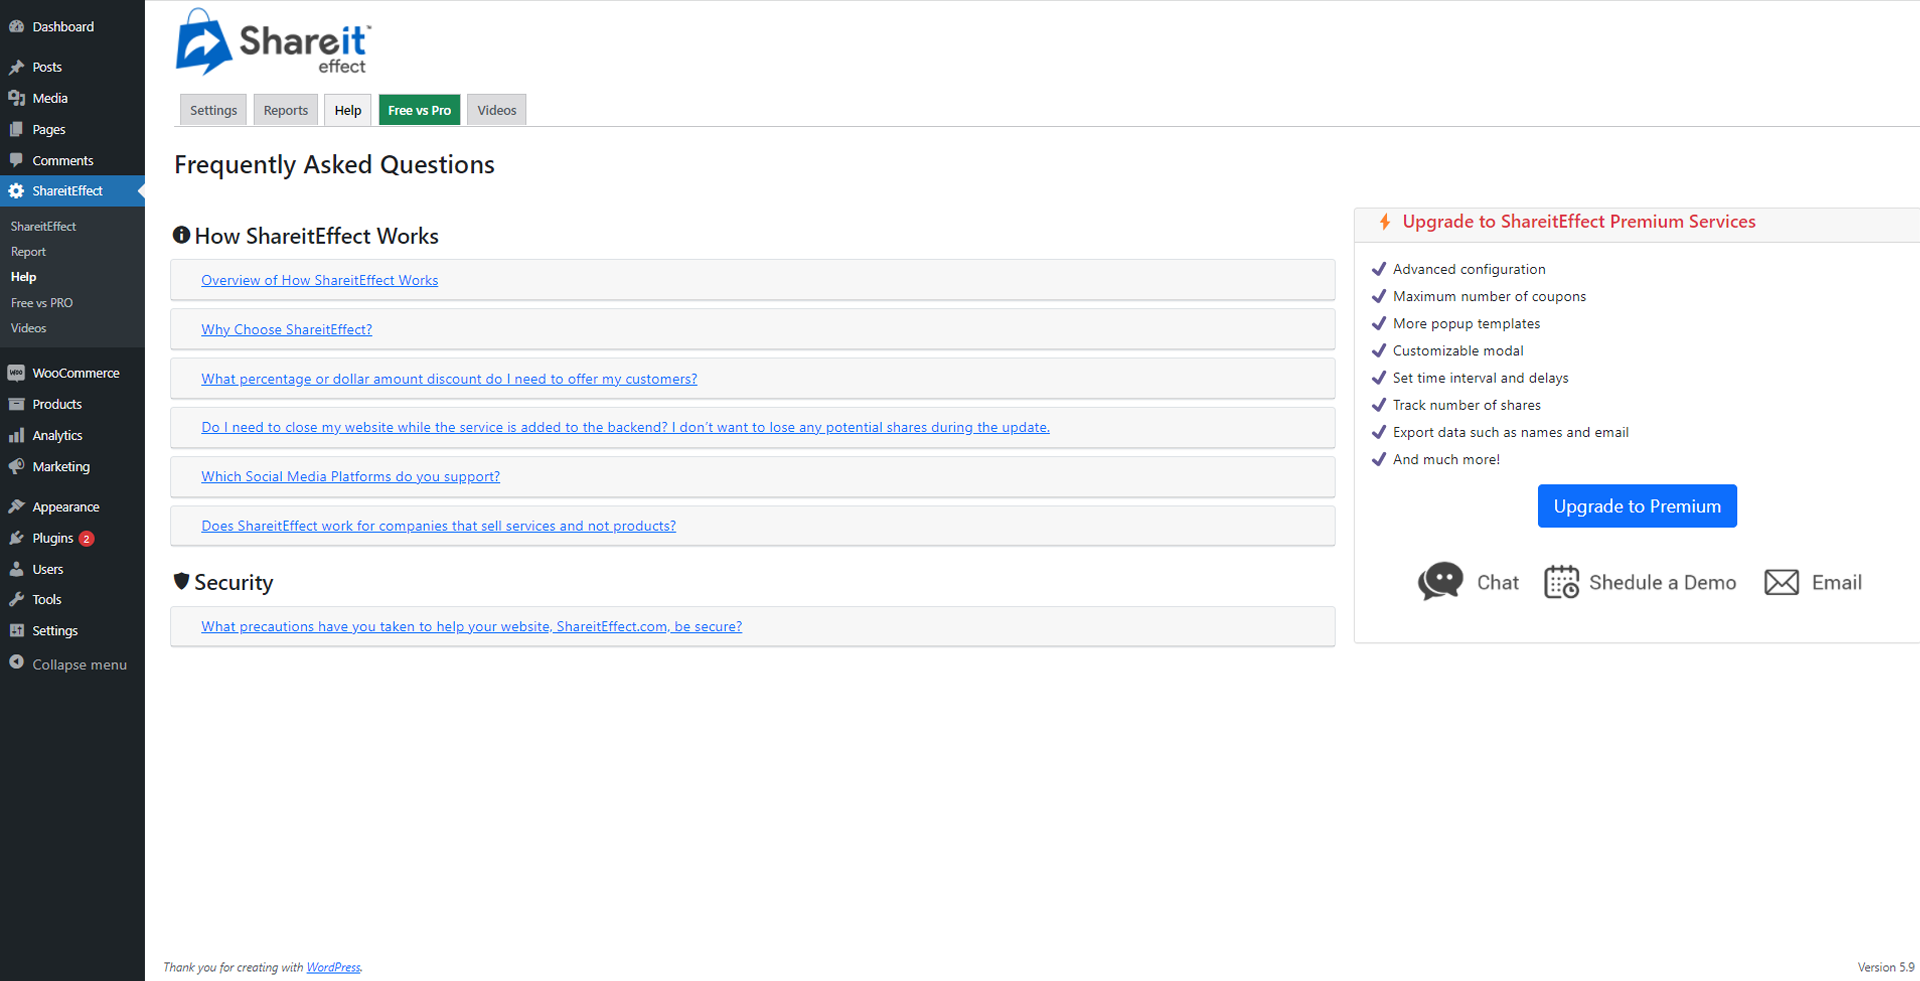 Dashboard
Posts
Media
Pages
Comments
ShareitEffect
ShareitEffect
Report
Help
Free vs PRO
Videos
WooCommerce
Products
Analytics
Marketing
Appearance
Plugins 2
Users
Tools
Settings
Collapse menu
Shareit™
effect
Settings Reports Help Free vs Pro Videos
Frequently Asked Questions
How ShareitEffect Works
Overview of How ShareitEffect Works
Why Choose ShareitEffect?
What percentage or dollar amount discount do I need to offer my customers?
Do I need to close my website while the service is added to the backend? I don’t want to lose any potential shares during the update.
Which Social Media Platforms do you support?
Does ShareitEffect work for companies that sell services and not products?
Security
What precautions have you taken to help your website, ShareitEffect.com, be secure?
Upgrade to ShareitEffect Premium Services
Advanced configuration
Maximum number of coupons
More popup templates
Customizable modal
Set time interval and delays
Track number of shares
Export data such as names and email
And much more!
Upgrade to Premium
Chat Shedule a Demo Email
Thank you for creating with WordPress.
Version 5.9